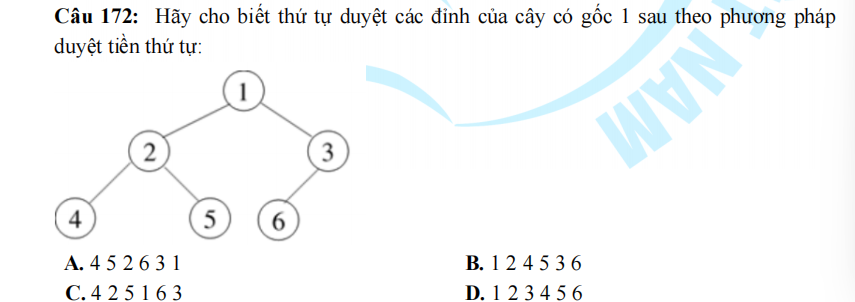 Câu 172: Hãy cho biết thứ tự duyệt các đỉnh của cây có gốc 1 sau theo phương pháp
duyệt tiền thứ tự:
1
2
3
4
5
6
A. 4 5 2 6 3 1
B. 1 2 4 5 3 6
C. 4 2 5 1 6 3
D. 1 2 3 4 5 6
NAM